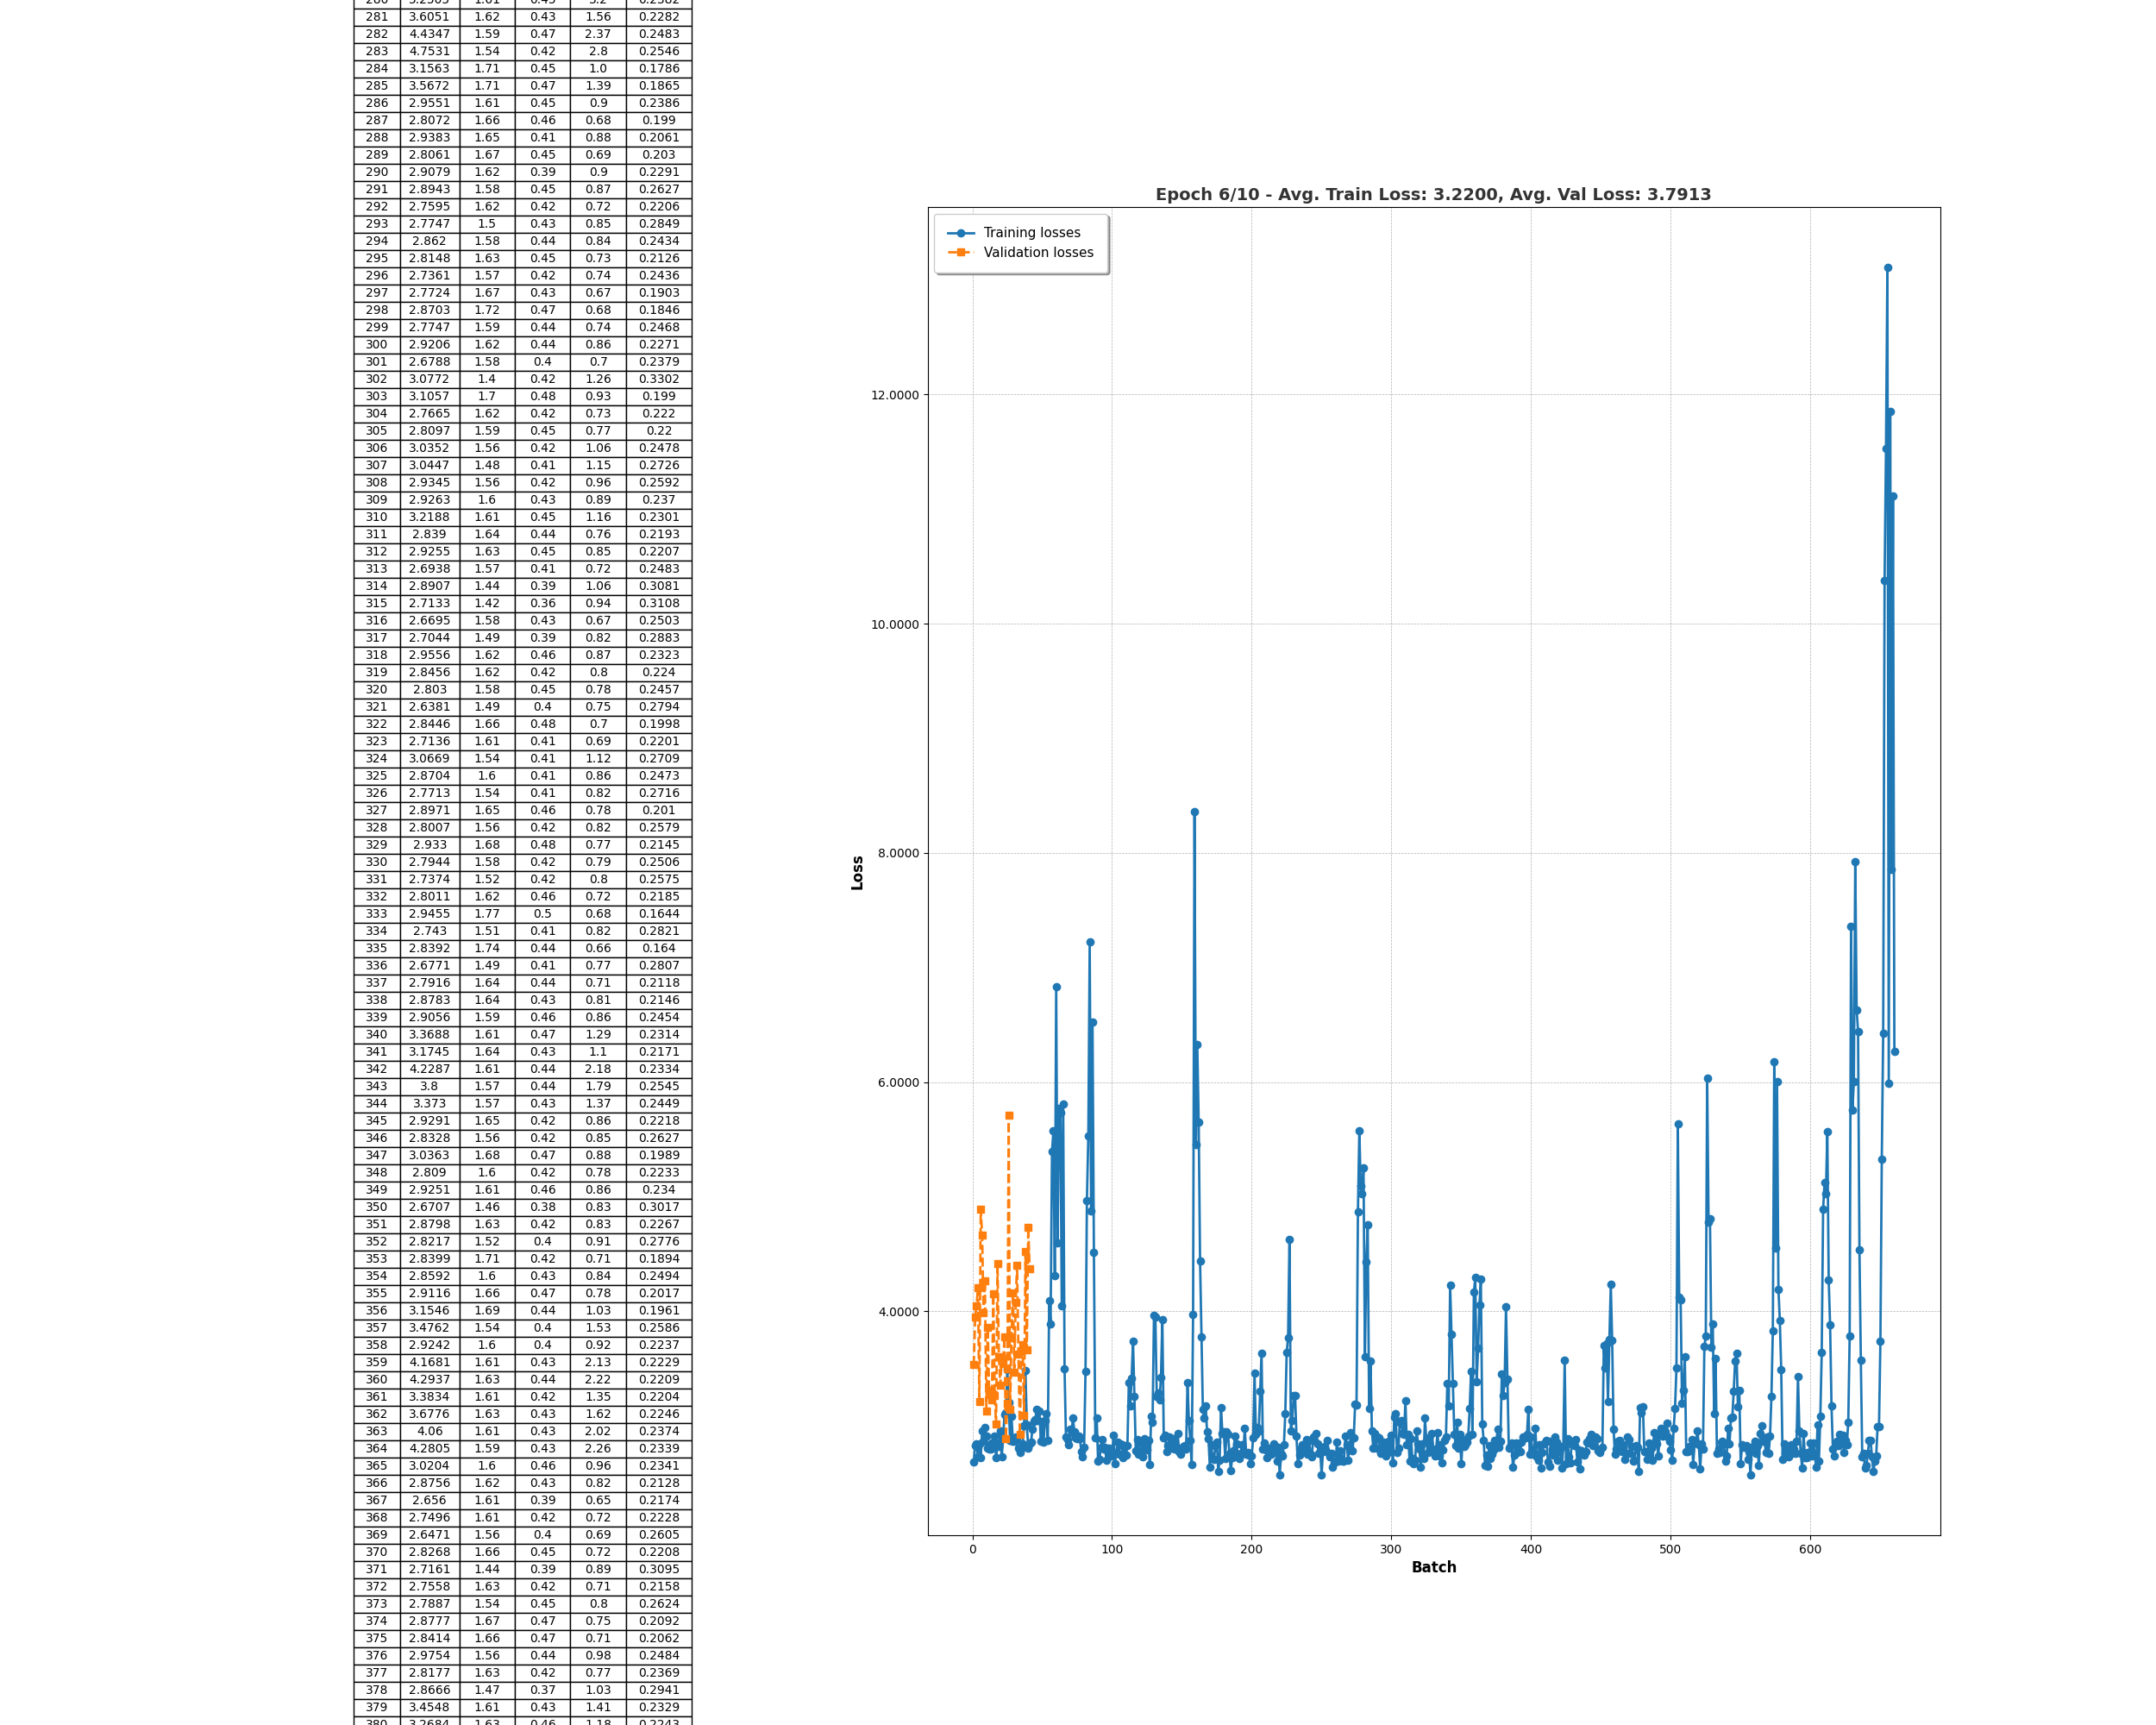 281 3.6051 1.62 0.43 1.56 0.2282
282 4.4347 1.59 0.47 2.37 0.2483
283 4.7531 1.54 0.42 2.8 0.2546
284 3.1563 1.71 0.45 1.0 0.1786
285 3.5672 1.71 0.47 1.39 0.1865
286 2.9551 1.61 0.45 0.9 0.2386
287 2.8072 1.66 0.46 0.68 0.199
288 2.9383 1.65 0.41 0.88 0.2061
289 2.8061 1.67 0.45 0.69 0.203
290 2.9079 1.62 0.39 0.9 0.2291
291 2.8943 1.58 0.45 0.87 0.2627
292 2.7595 1.62 0.42 0.72 0.2206
293 2.7747 1.5 0.43 0.85 0.2849
294 2.862 1.58 0.44 0.84 0.2434
295 2.8148 1.63 0.45 0.73 0.2126
296 2.7361 1.57 0.42 0.74 0.2436
297 2.7724 1.67 0.43 0.67 0.1903
298 2.8703 1.72 0.47 0.68 0.1846
299 2.7747 1.59 0.44 0.74 0.2468
300 2.9206 1.62 0.44 0.86 0.2271
301 2.6788 1.58 0.4 0.7 0.2379
302 3.0772 1.4 0.42 1.26 0.3302
303 3.1057 1.7 0.48 0.93 0.199
304 2.7665 1.62 0.42 0.73 0.222
305 2.8097 1.59 0.45 0.77 0.22
306 3.0352 1.56 0.42 1.06 0.2478
307 3.0447 1.48 0.41 1.15 0.2726
308 2.9345 1.56 0.42 0.96 0.2592
309 2.9263 1.6 0.43 0.89 0.237
310 3.2188 1.61 0.45 1.16 0.2301
311 2.839 1.64 0.44 0.76 0.2193
312 2.9255 1.63 0.45 0.85 0.2207
313 2.6938 1.57 0.41 0.72 0.2483
314 2.8907 1.44 0.39 1.06 0.3081
315 2.7133 1.42 0.36 0.94 0.3108
316 2.6695 1.58 0.43 0.67 0.2503
317 2.7044 1.49 0.39 0.82 0.2883
318 2.9556 1.62 0.46 0.87 0.2323
319 2.8456 1.62 0.42 0.8 0.224
320 2.803 1.58 0.45 0.78 0.2457
321 2.6381 1.49 0.4 0.75 0.2794
322 2.8446 1.66 0.48 0.7 0.1998
323 2.7136 1.61 0.41 0.69 0.2201
324 3.0669 1.54 0.41 1.12 0.2709
325 2.8704 1.6 0.41 0.86 0.2473
326 2.7713 1.54 0.41 0.82 0.2716
327 2.8971 1.65 0.46 0.78 0.201
328 2.8007 1.56 0.42 0.82 0.2579
329 2.933 1.68 0.48 0.77 0.2145
330 2.7944 1.58 0.42 0.79 0.2506
331 2.7374 1.52 0.42 0.8 0.2575
332 2.8011 1.62 0.46 0.72 0.2185
333 2.9455 1.77 0.5 0.68 0.1644
334 2.743 1.51 0.41 0.82 0.2821
335 2.8392 1.74 0.44 0.66 0.164
336 2.6771 1.49 0.41 0.77 0.2807
337 2.7916 1.64 0.44 0.71 0.2118
338 2.8783 1.64 0.43 0.81 0.2146
339 2.9056 1.59 0.46 0.86 0.2454
340 3.3688 1.61 0.47 1.29 0.2314
341 3.1745 1.64 0.43 1.1 0.2171
342 4.2287 1.61 0.44 2.18 0.2334
343 3.8 1.57 0.44 1.79 0.2545
344 3.373 1.57 0.43 1.37 0.2449
345 2.9291 1.65 0.42 0.86 0.2218
346 2.8328 1.56 0.42 0.85 0.2627
347 3.0363 1.68 0.47 0.88 0.1989
348 2.809 1.6 0.42 0.78 0.2233
349 2.9251 1.61 0.46 0.86 0.234
350 2.6707 1.46 0.38 0.83 0.3017
351 2.8798 1.63 0.42 0.83 0.2267
352 2.8217 1.52 0.4 0.91 0.2776
353 2.8399 1.71 0.42 0.71 0.1894
354 2.8592 1.6 0.43 0.84 0.2494
355 2.9116 1.66 0.47 0.78 0.2017
356 3.1546 1.69 0.44 1.03 0.1961
357 3.4762 1.54 0.4 1.53 0.2586
358 2.9242 1.6 0.4 0.92 0.2237
359 4.1681 1.61 0.43 2.13 0.2229
360 4.2937 1.63 0.44 2.22 0.2209
361 3.3834 1.61 0.42 1.35 0.2204
362 3.6776 1.63 0.43 1.62 0.2246
363 4.06 1.61 0.43 2.02 0.2374
364 4.2805 1.59 0.43 2.26 0.2339
365 3.0204 1.6 0.46 0.96 0.2341
366 2.8756 1.62 0.43 0.82 0.2128
367 2.656 1.61 0.39 0.65 0.2174
368 2.7496 1.61 0.42 0.72 0.2228
369 2.6471 1.56 0.4 0.69 0.2605
370 2.8268 1.66 0.45 0.72 0.2208
371 2.7161 1.44 0.39 0.89 0.3095
372 2.7558 1.63 0.42 0.71 0.2158
373 2.7887 1.54 0.45 0.8 0.2624
374 2.8777 1.67 0.47 0.75 0.2092
375 2.8414 1.66 0.47 0.71 0.2062
376 2.9754 1.56 0.44 0.98 0.2484
377 2.8177 1.63 0.42 0.77 0.2369
378 2.8666 1.47 0.37 1.03 0.2941
379 3.4548 1.61 0.43 1.41 0.2329
380 3.2684 1.63 0.46 1.18 0.2243
Epoch 6/10 - Avg. Train Loss: 3.2200, Avg. Val Loss: 3.7913
Training losses
Validation losses
12.0000
10.0000
8.0000
6.0000
4.0000
Loss
0 100 200 300 400 500 600
Batch